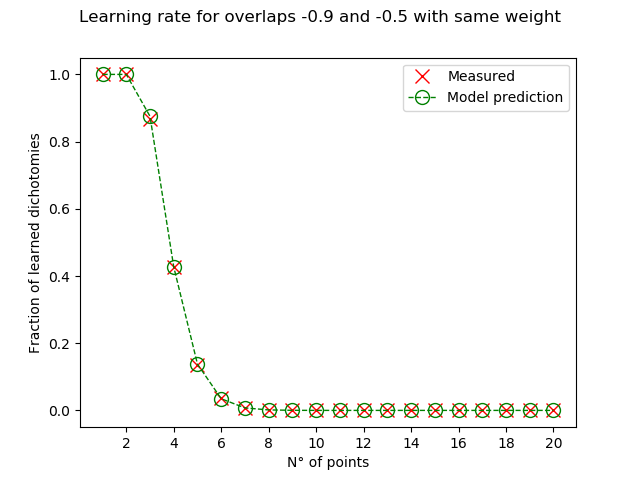 Learning rate for overlaps -0.9 and -0.5 with same weight
Measured
Model prediction
1.0
0.8
0.6
0.4
0.2
0.0
Fraction of learned dichotomies
2 4 6 8 10 12 14 16 18 20
N° of points